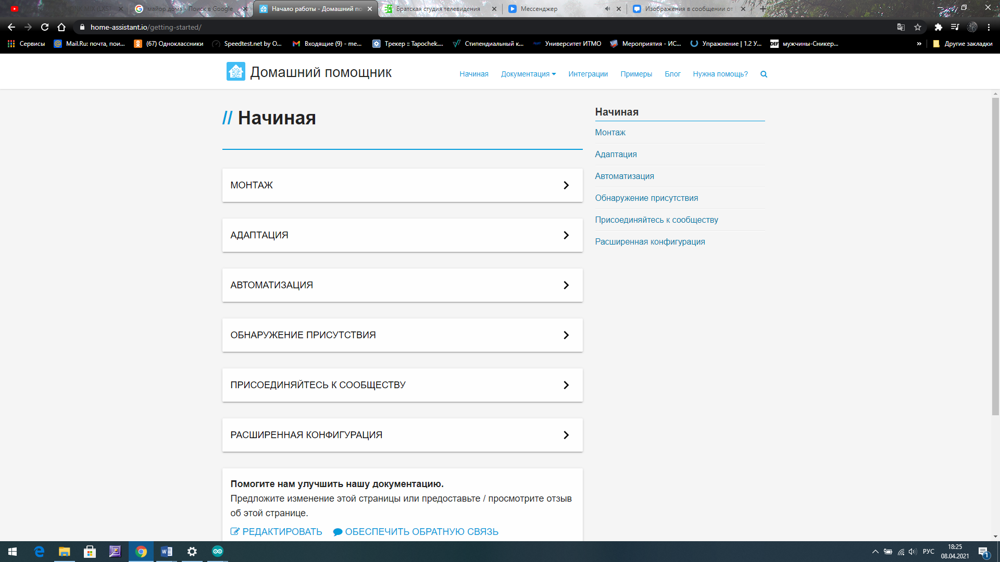 майор дома - Поиск в Google
Начало работы - Домашний по
Братская студия телевидения
Мессенджер
Изображения в сообщении от
home-assistant.io/getting-started/
Сервисы
Mail.Ru: почта, пои...
(67) Одноклассники
Speedtest.net by O...
Входящие (9) - me...
Трекер :: Tapochek....
Стипендиальный к...
Университет ИТМО
Мероприятия - ИС...
Упражнение | 1.2 У...
DEF
мужчины-Сникер...
»
Другие закладки
Домашний помощник
Начиная
Документация
Интеграции
Примеры
Блог
Нужна помощь?
// Начиная
МОНТАЖ
АДАПТАЦИЯ
АВТОМАТИЗАЦИЯ
ОБНАРУЖЕНИЕ ПРИСУТСТВИЯ
ПРИСОЕДИНЯЙТЕСЬ К СООБЩЕСТВУ
РАСШИРЕННАЯ КОНФИГУРАЦИЯ
Помогите нам улучшить нашу документацию.
Предложите изменение этой страницы или предоставьте / просмотрите отзыв
об этой странице.
РЕДАКТИРОВАТЬ
ОБЕСПЕЧИТЬ ОБРАТНУЮ СВЯЗЬ
Начиная
Монтаж
Адаптация
Автоматизация
Обнаружение присутствия
Присоединяйтесь к сообществу
Расширенная конфигурация
РУС
18:25
08.04.2021
1